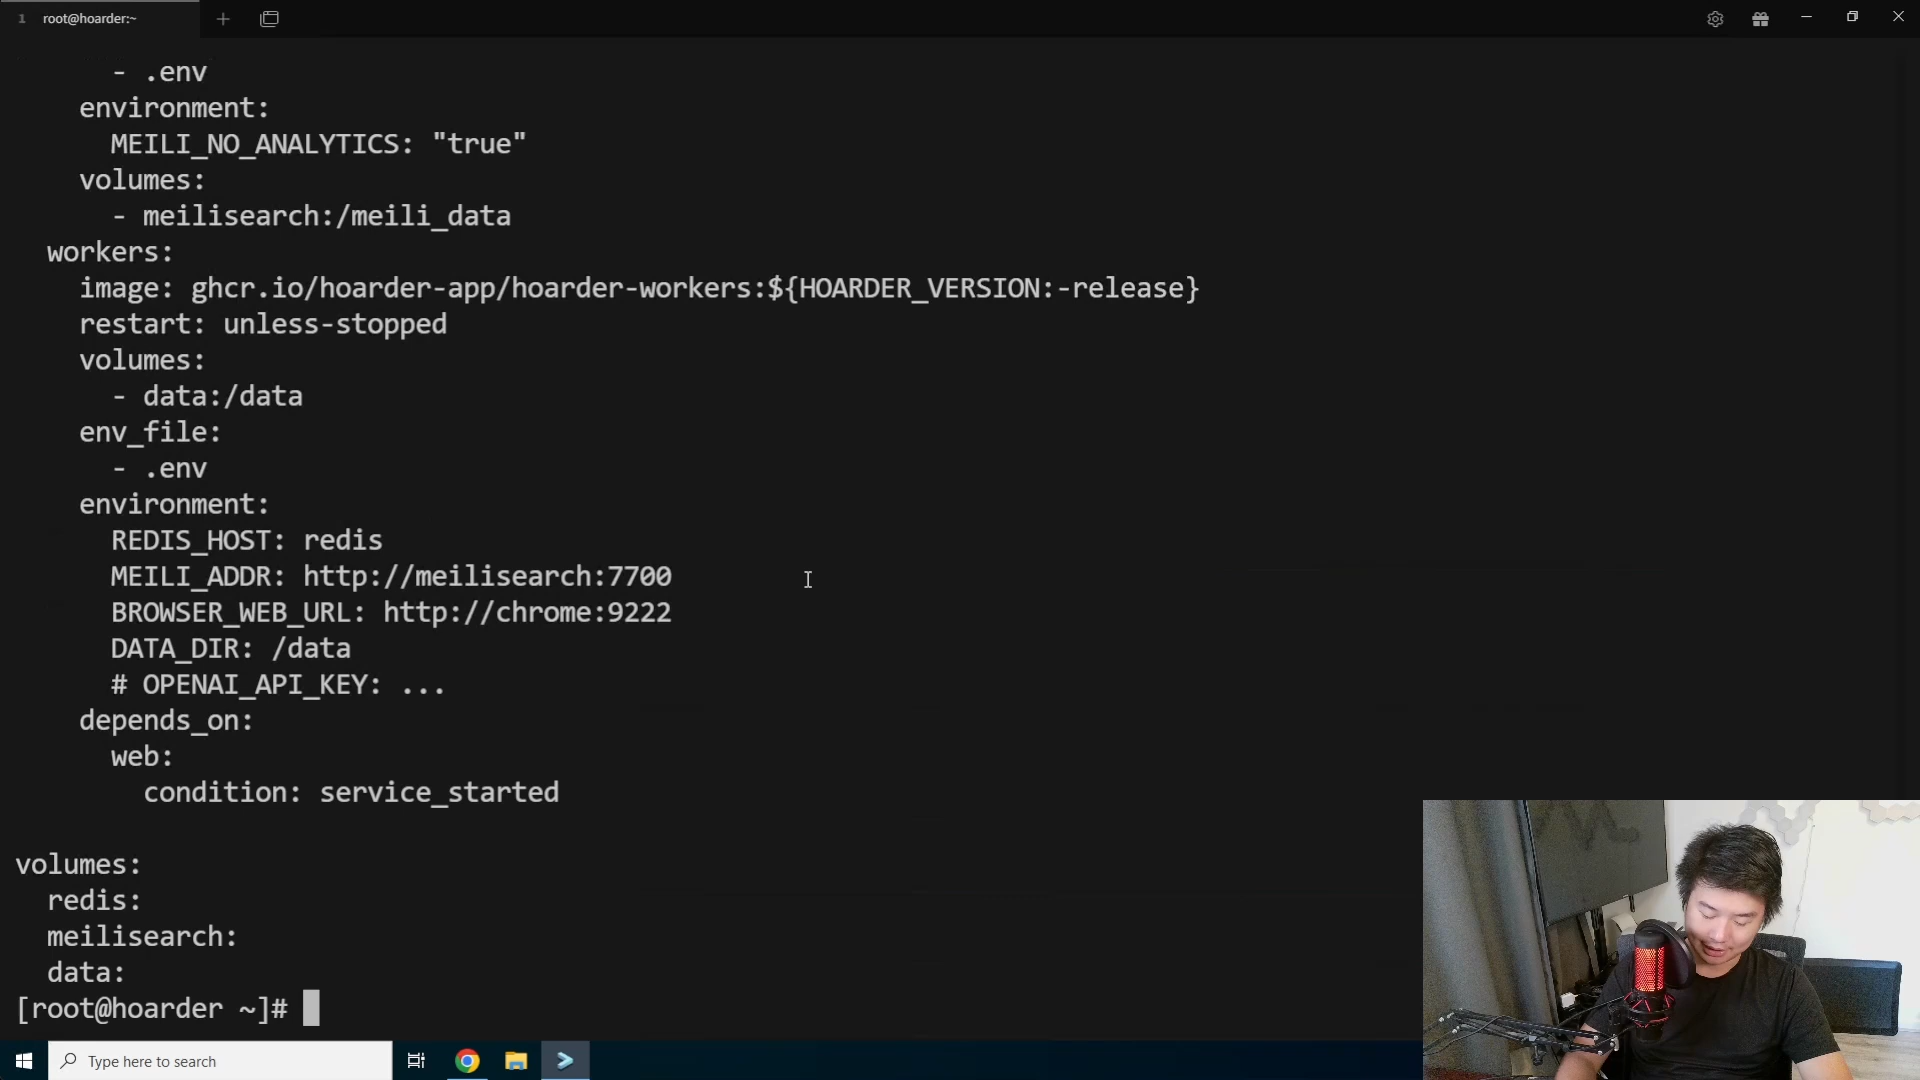 1 root@hoarder:~
- .env
environment:
MEILI_NO_ANALYTICS: "true"
volumes:
- meilisearch:/meili_data
workers:
image: ghcr.io/hoarder-app/hoarder-workers:${HOARDER_VERSION:-release}
restart: unless-stopped
volumes:
- data:/data
env_file:
- .env
environment:
REDIS_HOST: redis
MEILI_ADDR: http://meilisearch:7700
BROWSER_WEB_URL: http://chrome:9222
DATA_DIR: /data
# OPENAI_API_KEY: ...
depends_on:
web:
condition: service_started
volumes:
redis:
meilisearch:
data:
[root@hoarder ~]#
Type here to search